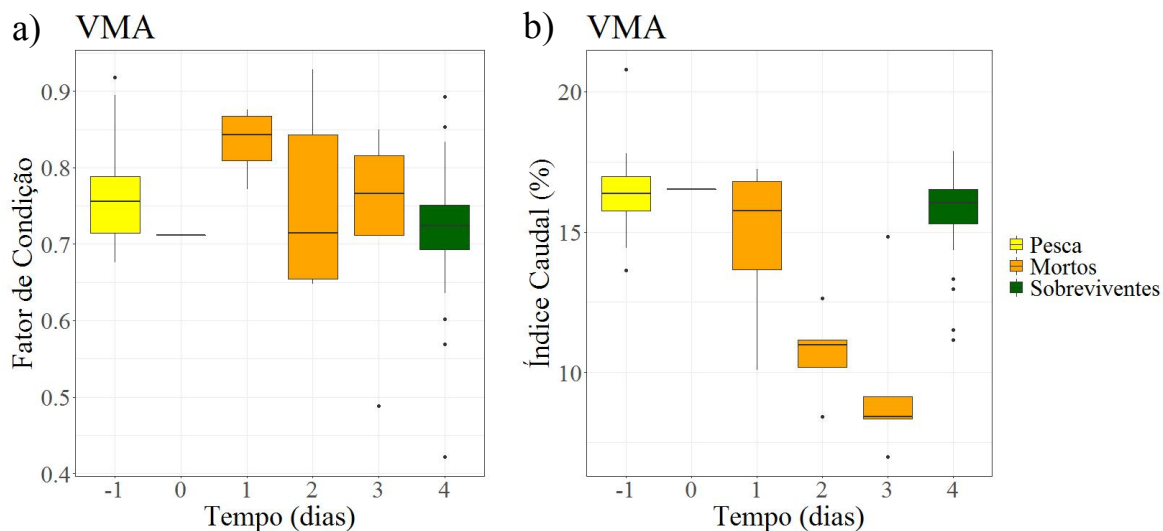 a) VMA
Fator de Condição
0.9
0.8
0.7
0.6
0.5
0.4
-1 0 1 2 3 4
Tempo (dias)
b) VMA
Índice Caudal (%)
20
15
10
-1 0 1 2 3 4
Tempo (dias)
Pesca
Mortos
Sobreviventes